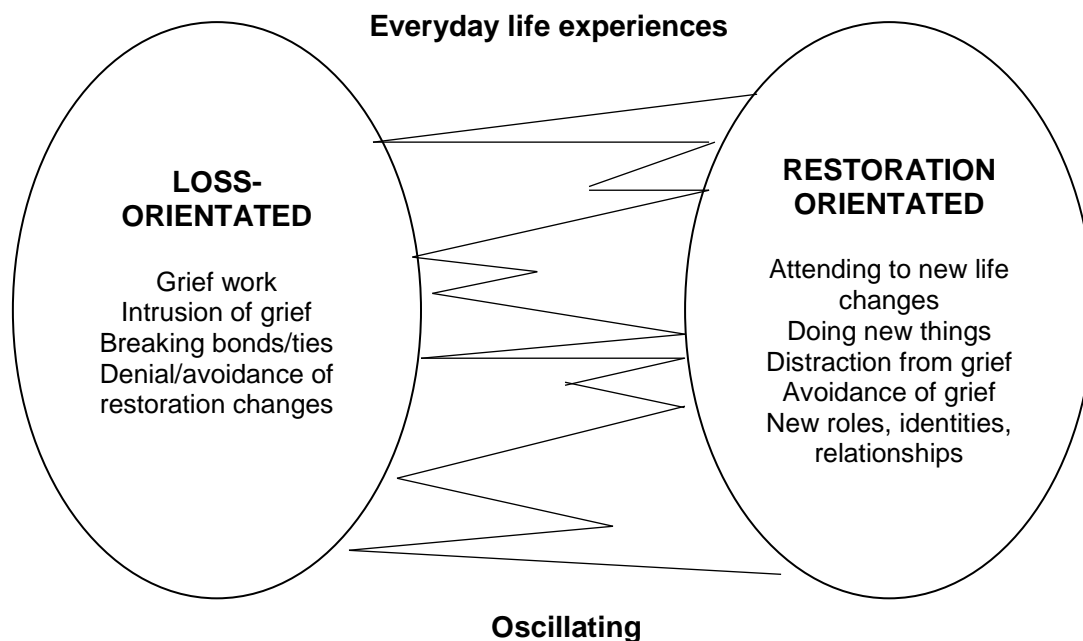 Everyday life experiences
LOSS-
ORIENTATED
Grief work
Intrusion of grief
Breaking bonds/ties
Denial/avoidance of
restoration changes
RESTORATION
ORIENTATED
Attending to new life
changes
Doing new things
Distraction from grief
Avoidance of grief
New roles, identities,
relationships
Oscillating